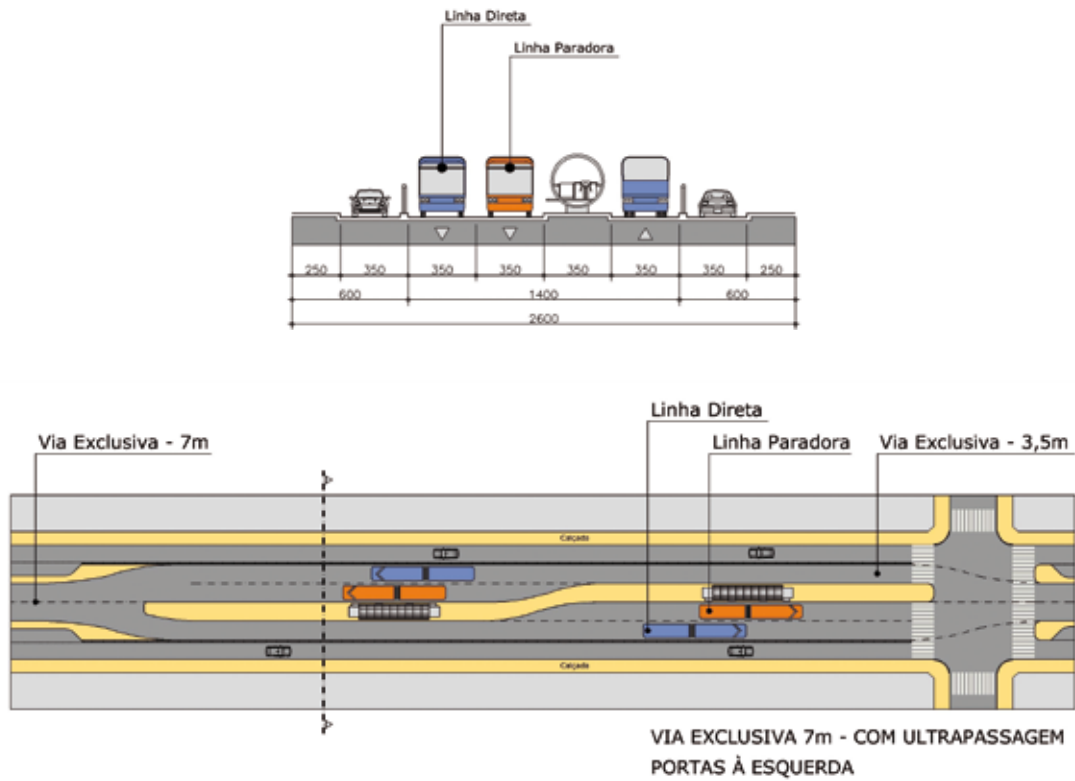 Linha Direta
Linha Paradora
250 350 350 350 350 350 350 250
600 1400 600
2600
Linha Direta
Via Exclusiva - 7m Linha Paradora Via Exclusiva - 3,5m
A
Calçada
Calçada
A
VIA EXCLUSIVA 7m - COM ULTRAPASSAGEM
PORTAS À ESQUERDA